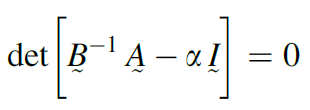 det [B̰⁻¹ A̰ − α Ḭ] = 0